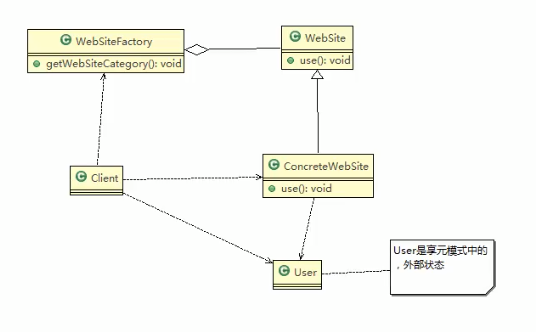 WebSiteFactory
getWebSiteCategory(): void
WebSite
use(): void
Client
ConcreteWebSite
use(): void
User
User是享元模式中的
，外部状态